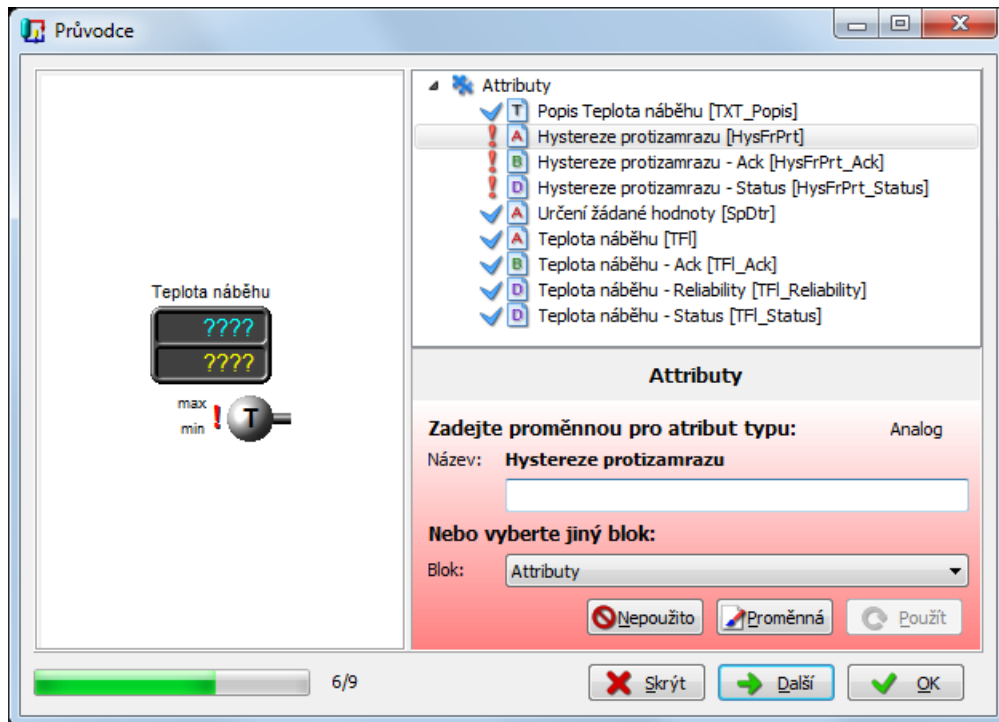 Průvodce
Attributy
T Popis Teplota náběhu [TXT_Popis]
A Hystereze protizamrazu [HysFrPrt]
B Hystereze protizamrazu - Ack [HysFrPrt_Ack]
D Hystereze protizamrazu - Status [HysFrPrt_Status]
A Určení žádané hodnoty [SpDtr]
A Teplota náběhu [TFl]
B Teplota náběhu - Ack [TFl_Ack]
D Teplota náběhu - Reliability [TFl_Reliability]
D Teplota náběhu - Status [TFl_Status]
Teplota náběhu
????
????
max
min ! T
Attributy
Zadejte proměnnou pro atribut typu: Analog
Název: Hystereze protizamrazu
Nebo vyberte jiný blok:
Blok: Attributy
Nepoužito Proměnná Použít
6/9 Skrýt Další OK